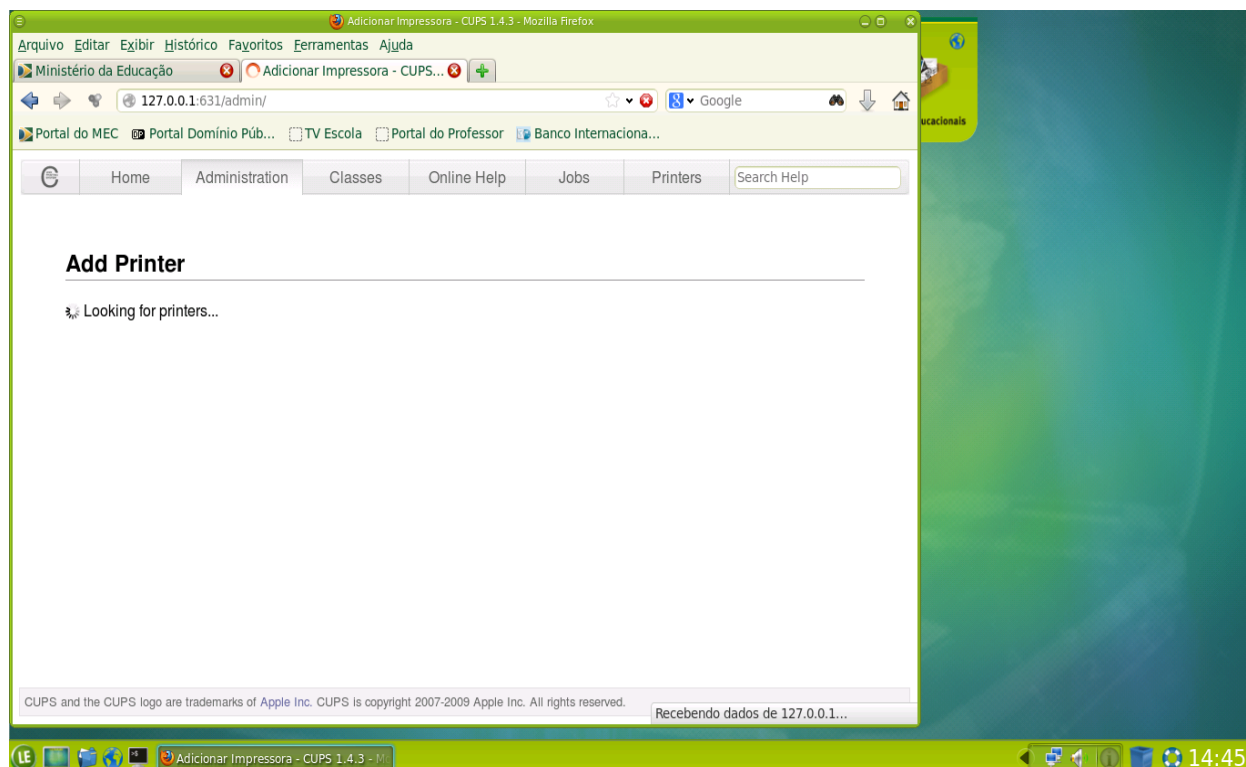 Adicionar Impressora - CUPS 1.4.3 - Mozilla Firefox
Arquivo Editar Exibir Histórico Favoritos Ferramentas Ajuda
Ministério da Educação Adicionar Impressora - CUPS...
127.0.0.1:631/admin/ Google
Portal do MEC Portal Domínio Púb... TV Escola Portal do Professor Banco Internaciona...
ucacionais
Home Administration Classes Online Help Jobs Printers Search Help
Add Printer
Looking for printers...
CUPS and the CUPS logo are trademarks of Apple Inc. CUPS is copyright 2007-2009 Apple Inc. All rights reserved.
Recebendo dados de 127.0.0.1...
LE Adicionar Impressora - CUPS 1.4.3 - M 14:45